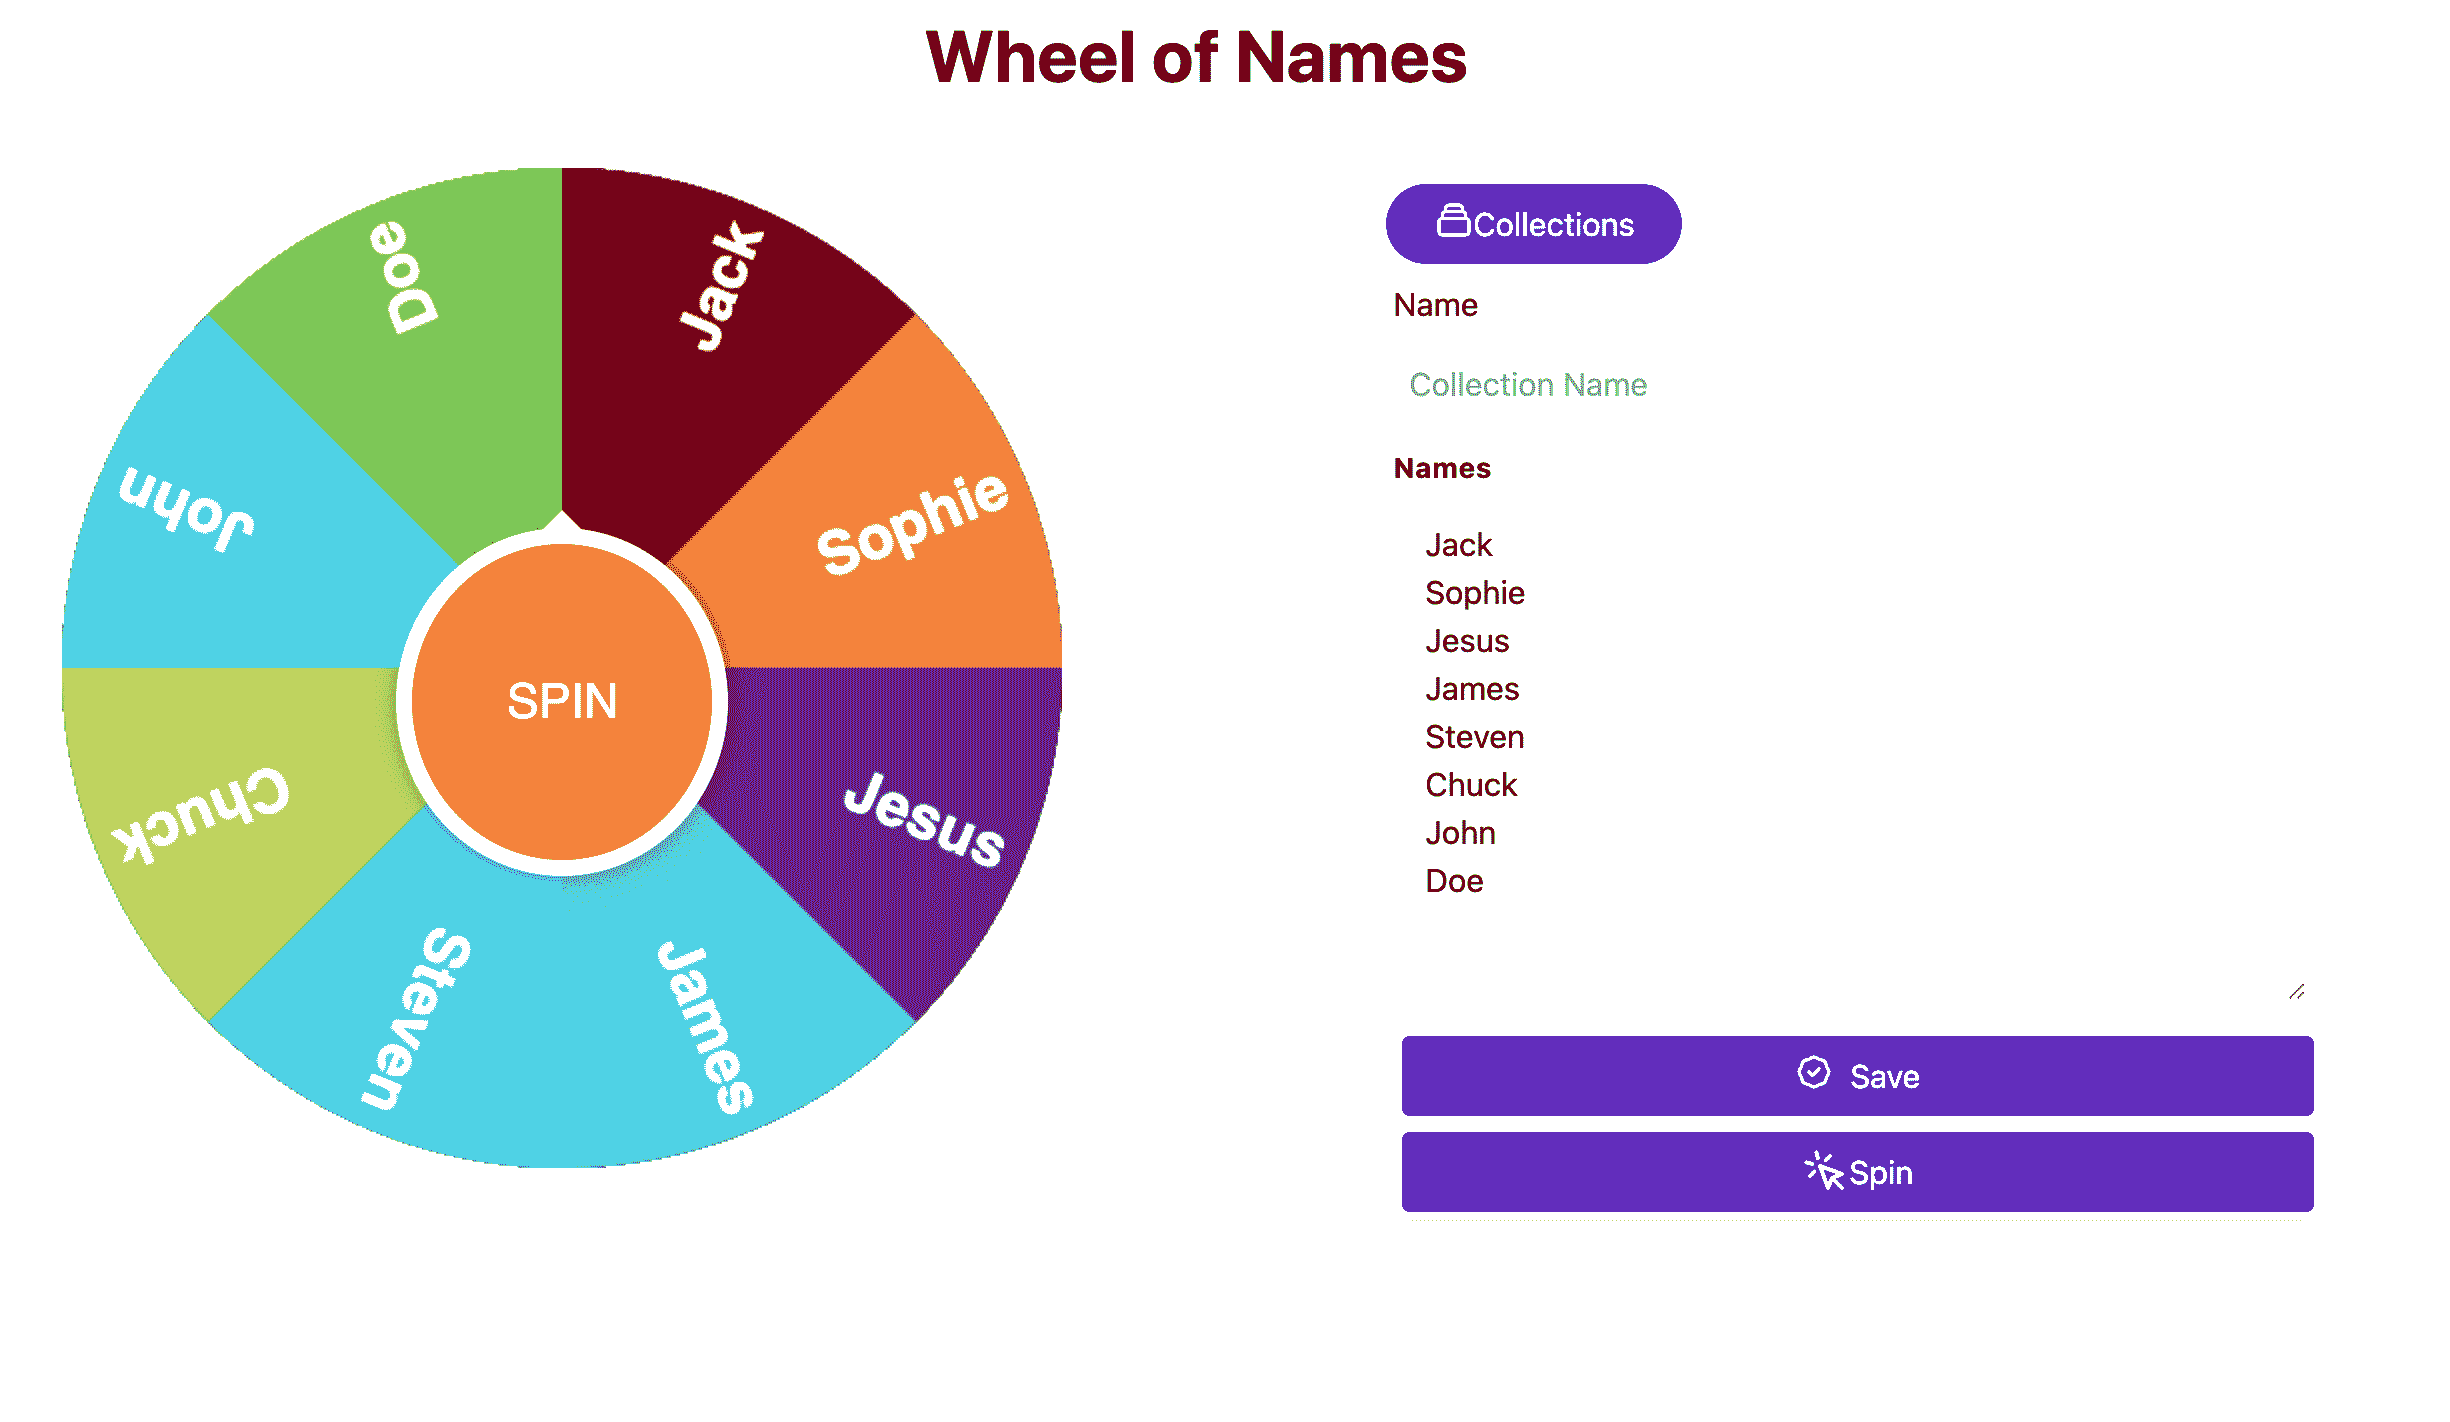 Wheel of Names
Doe
Jack
Sophie
Jesus
James
Steven
Chuck
John
SPIN
Collections
Name
Collection Name
Names
Jack
Sophie
Jesus
James
Steven
Chuck
John
Doe
Save
Spin